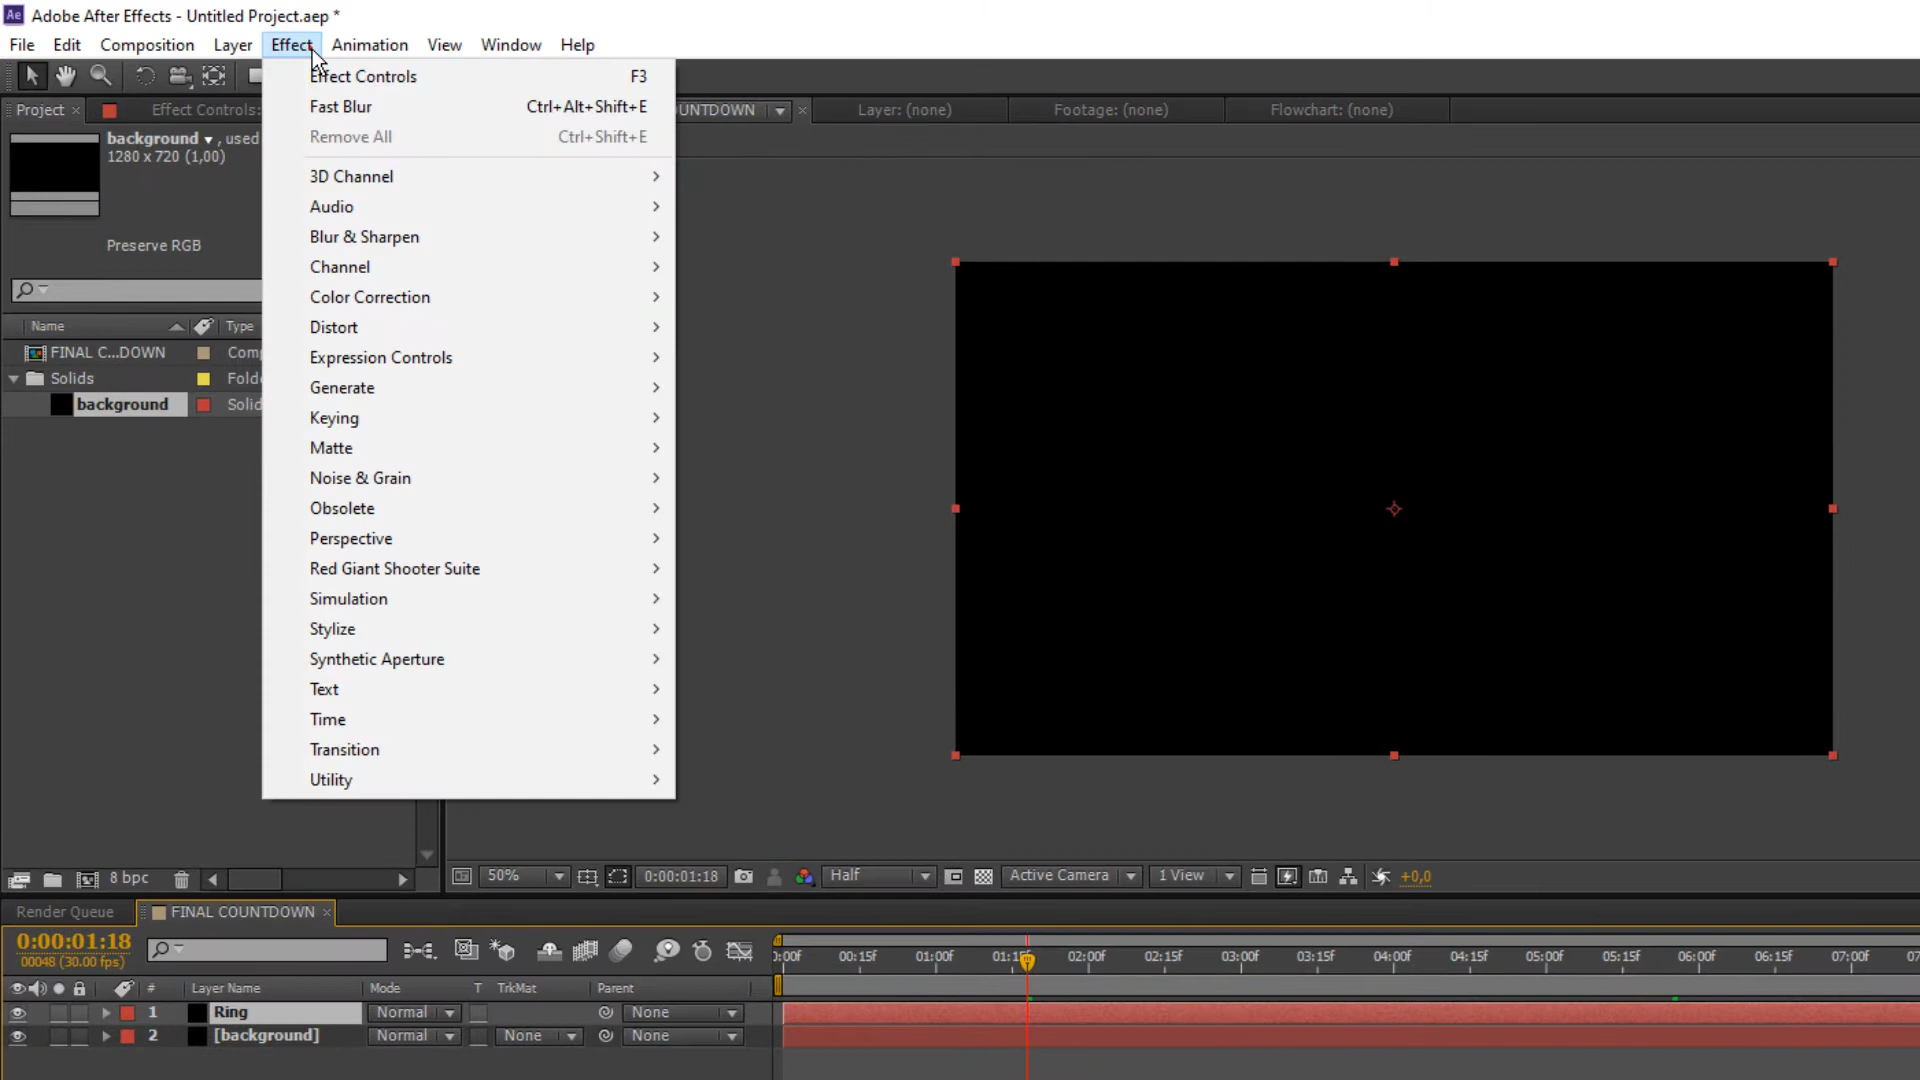 Ae Adobe After Effects - Untitled Project.aep *
File Edit Composition Layer Effect Animation View Window Help
Effect Controls F3
Fast Blur Ctrl+Alt+Shift+E
Remove All Ctrl+Shift+E
3D Channel
Audio
Blur & Sharpen
Channel
Color Correction
Distort
Expression Controls
Generate
Keying
Matte
Noise & Grain
Obsolete
Perspective
Red Giant Shooter Suite
Simulation
Stylize
Synthetic Aperture
Text
Time
Transition
Utility
Project × Effect Controls:
OUNTDOWN × Layer: (none) Footage: (none) Flowchart: (none)
background , used
1280 x 720 (1,00)
Preserve RGB
Name Type
FINAL C...DOWN Comp
Solids Folde
background Solid
8 bpc
50% 0:00:01:18 Half Active Camera 1 View +0,0
Render Queue FINAL COUNTDOWN ×
0:00:01:18
00048 (30.00 fps)
00:15f 01:00f 02:00f 02:15f 03:00f 03:15f 04:00f 04:15f 05:00f 05:15f 06:00f 06:15f 07:00f
# Layer Name Mode T TrkMat Parent
1 Ring Normal None
2 [background] Normal None None